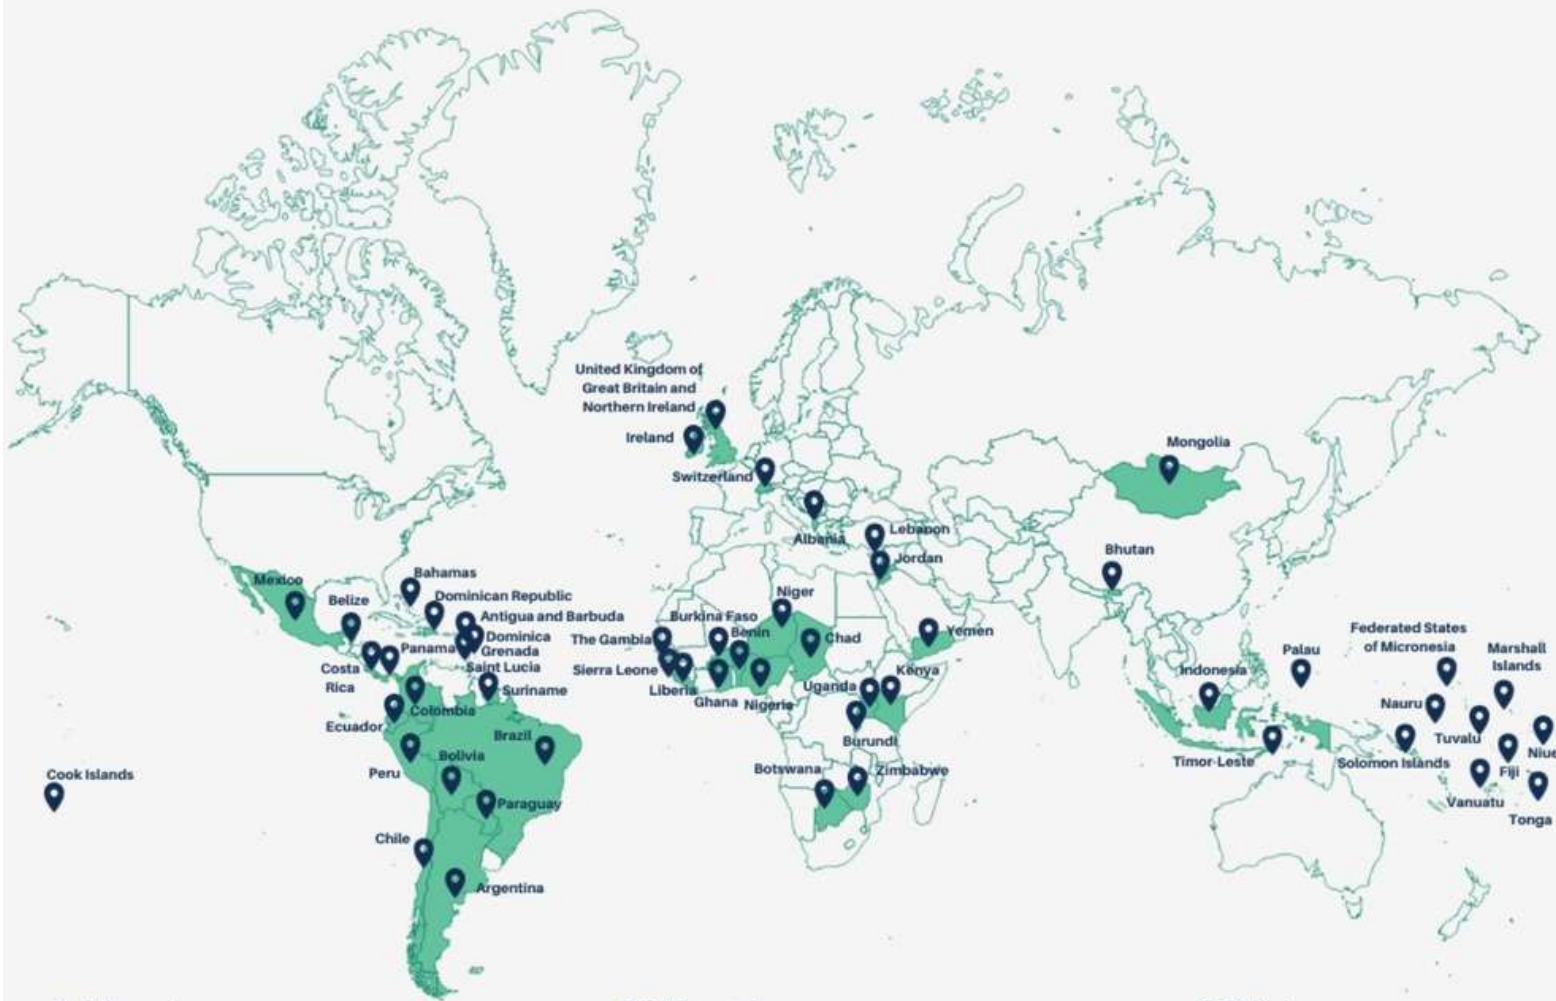 United Kingdom of
Great Britain and
Northern Ireland
Ireland
Switzerland
Albania
Lebanon
Jordan
Mongolia
Bhutan
Mexico
Belize
Bahamas
Dominican Republic
Antigua and Barbuda
Dominica
Grenada
Panama
Saint Lucia
Costa
Rica
Suriname
Colombia
Ecuador
Brazil
Peru
Bolivia
Paraguay
Chile
Argentina
Cook Islands
Niger
Burkina Faso
The Gambia
Benin
Chad
Yemen
Sierra Leone
Liberia
Ghana
Nigeria
Kenya
Uganda
Burundi
Botswana
Zimbabwe
Indonesia
Timor-Leste
Palau
Federated States
of Micronesia
Marshall
Islands
Nauru
Tuvalu
Niue
Solomon Islands
Fiji
Vanuatu
Tonga